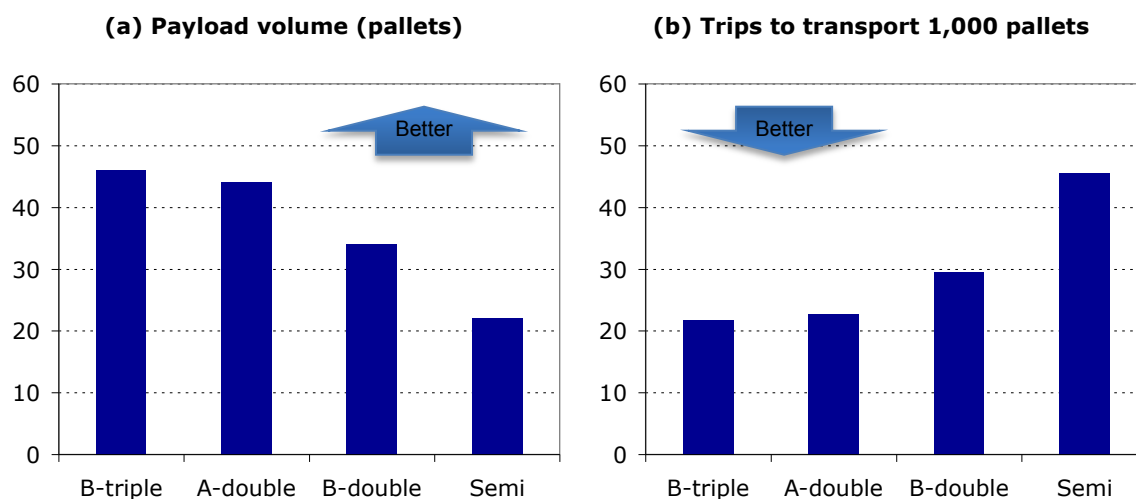 (a) Payload volume (pallets)
60
50
40
30
20
10
0
Better
B-triple A-double B-double Semi
(b) Trips to transport 1,000 pallets
60
50
40
30
20
10
0
Better
B-triple A-double B-double Semi